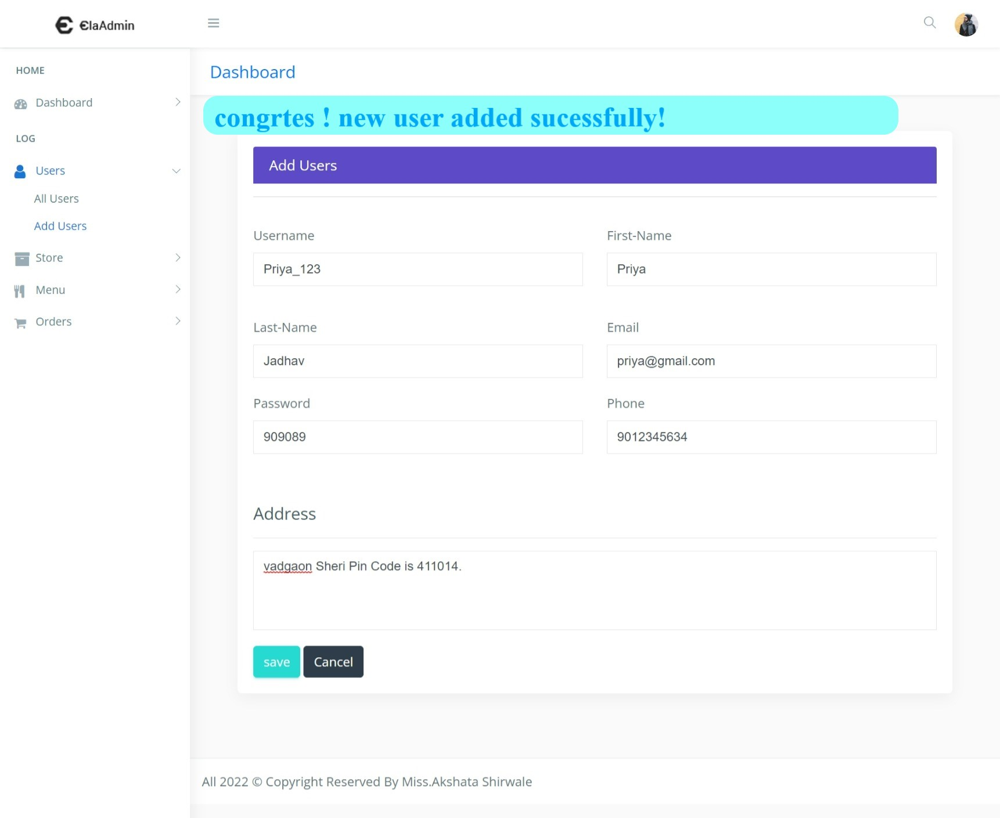 ElaAdmin
HOME
Dashboard
LOG
Users
All Users
Add Users
Store
Menu
Orders
Dashboard
congrtes ! new user added sucessfully!
Add Users
Username
First-Name
Priya_123
Priya
Last-Name
Email
Jadhav
priya@gmail.com
Password
Phone
909089
9012345634
Address
vadgaon Sheri Pin Code is 411014.
save
Cancel
All 2022 © Copyright Reserved By Miss.Akshata Shirwale